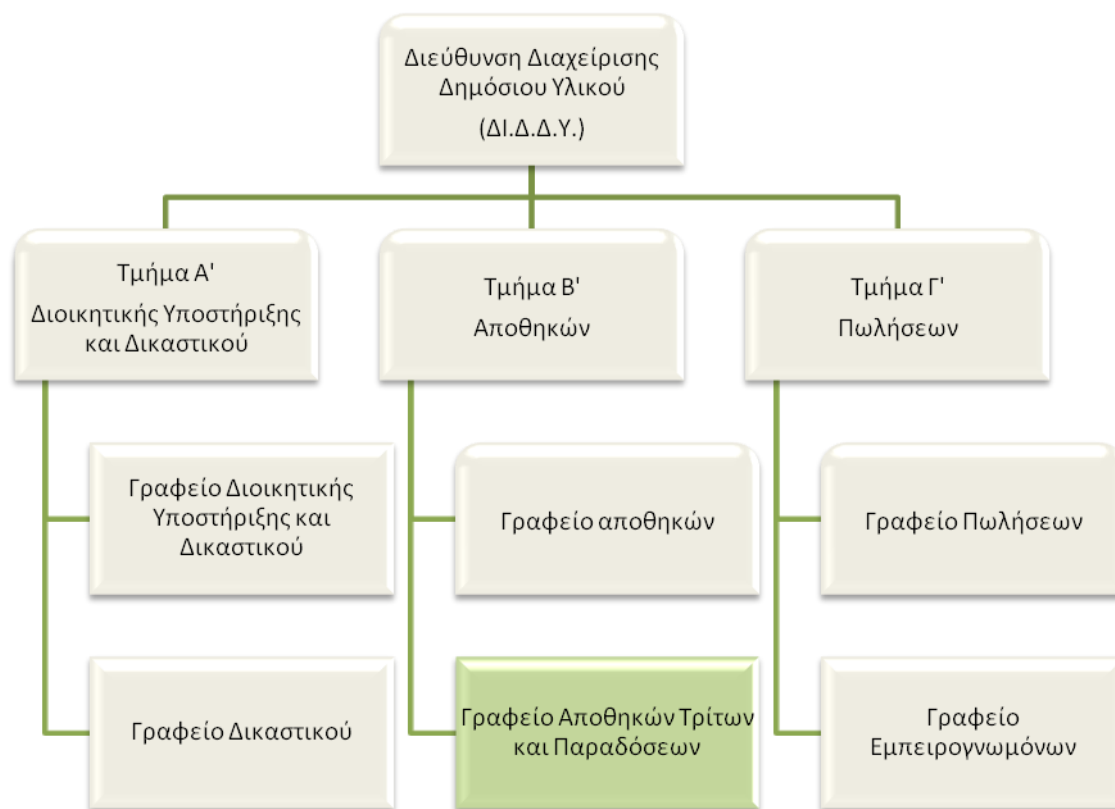 Διεύθυνση Διαχείρισης
Δημόσιου Υλικού
(ΔΙ.Δ.Δ.Υ.)
Τμήμα Α'
Διοικητικής Υποστήριξης
και Δικαστικού
Τμήμα Β'
Αποθηκών
Τμήμα Γ'
Πωλήσεων
Γραφείο Διοικητικής
Υποστήριξης και
Δικαστικού
Γραφείο αποθηκών
Γραφείο Πωλήσεων
Γραφείο Δικαστικού
Γραφείο Αποθηκών Τρίτων
και Παραδόσεων
Γραφείο
Εμπειρογνωμόνων